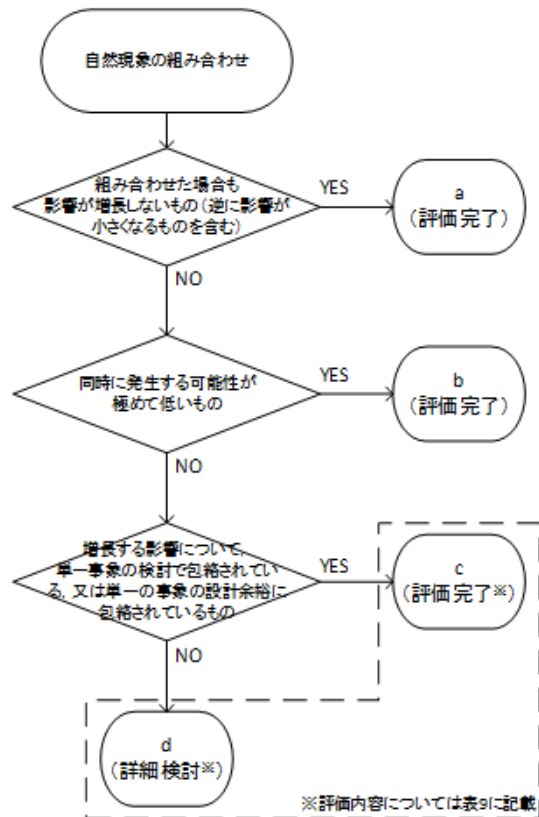 自然現象の組み合わせ
組み合わせた場合も
影響が増長しないもの（逆に影響が
小さくなるものを含む）
YES
a
（評価完了）
NO
同時に発生する可能性が
極めて低いもの
YES
b
（評価完了）
NO
増長する影響について，
単一事象の検討で包絡されてい
る，又は単一の事象の設計余裕に
包絡されているもの
YES
c
（評価完了※）
NO
d
（詳細検討※）
※評価内容については表9に記載